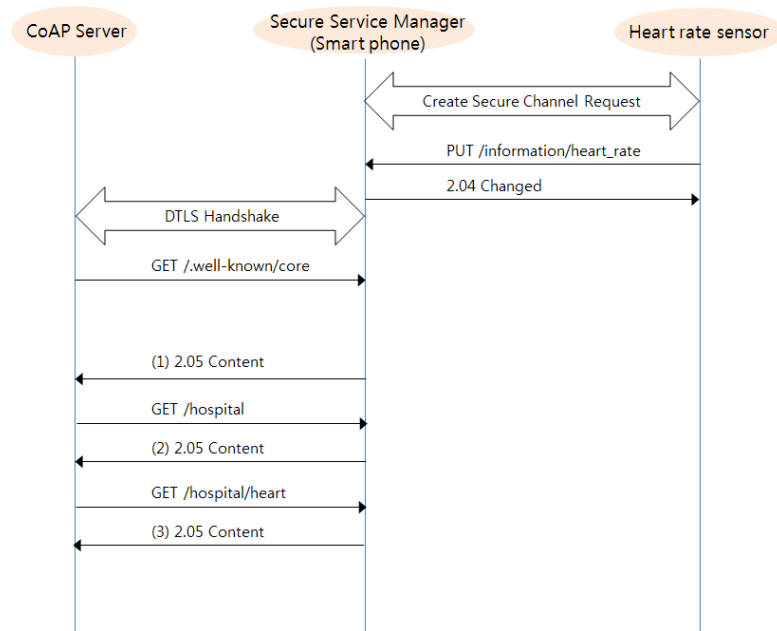 CoAP Server
Secure Service Manager
(Smart phone)
Heart rate sensor
Create Secure Channel Request
PUT /information/heart_rate
2.04 Changed
DTLS Handshake
GET /.well-known/core
(1) 2.05 Content
GET /hospital
(2) 2.05 Content
GET /hospital/heart
(3) 2.05 Content